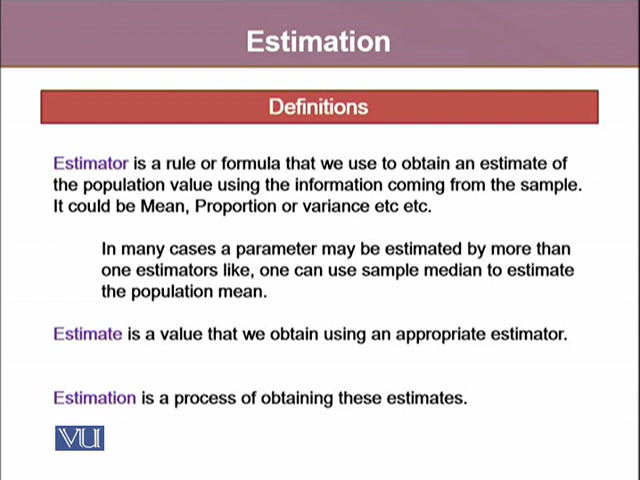 Estimation
Definitions
Estimator is a rule or formula that we use to obtain an estimate of
the population value using the information coming from the sample.
It could be Mean, Proportion or variance etc etc.
In many cases a parameter may be estimated by more than
one estimators like, one can use sample median to estimate
the population mean.
Estimate is a value that we obtain using an appropriate estimator.
Estimation is a process of obtaining these estimates.
VU